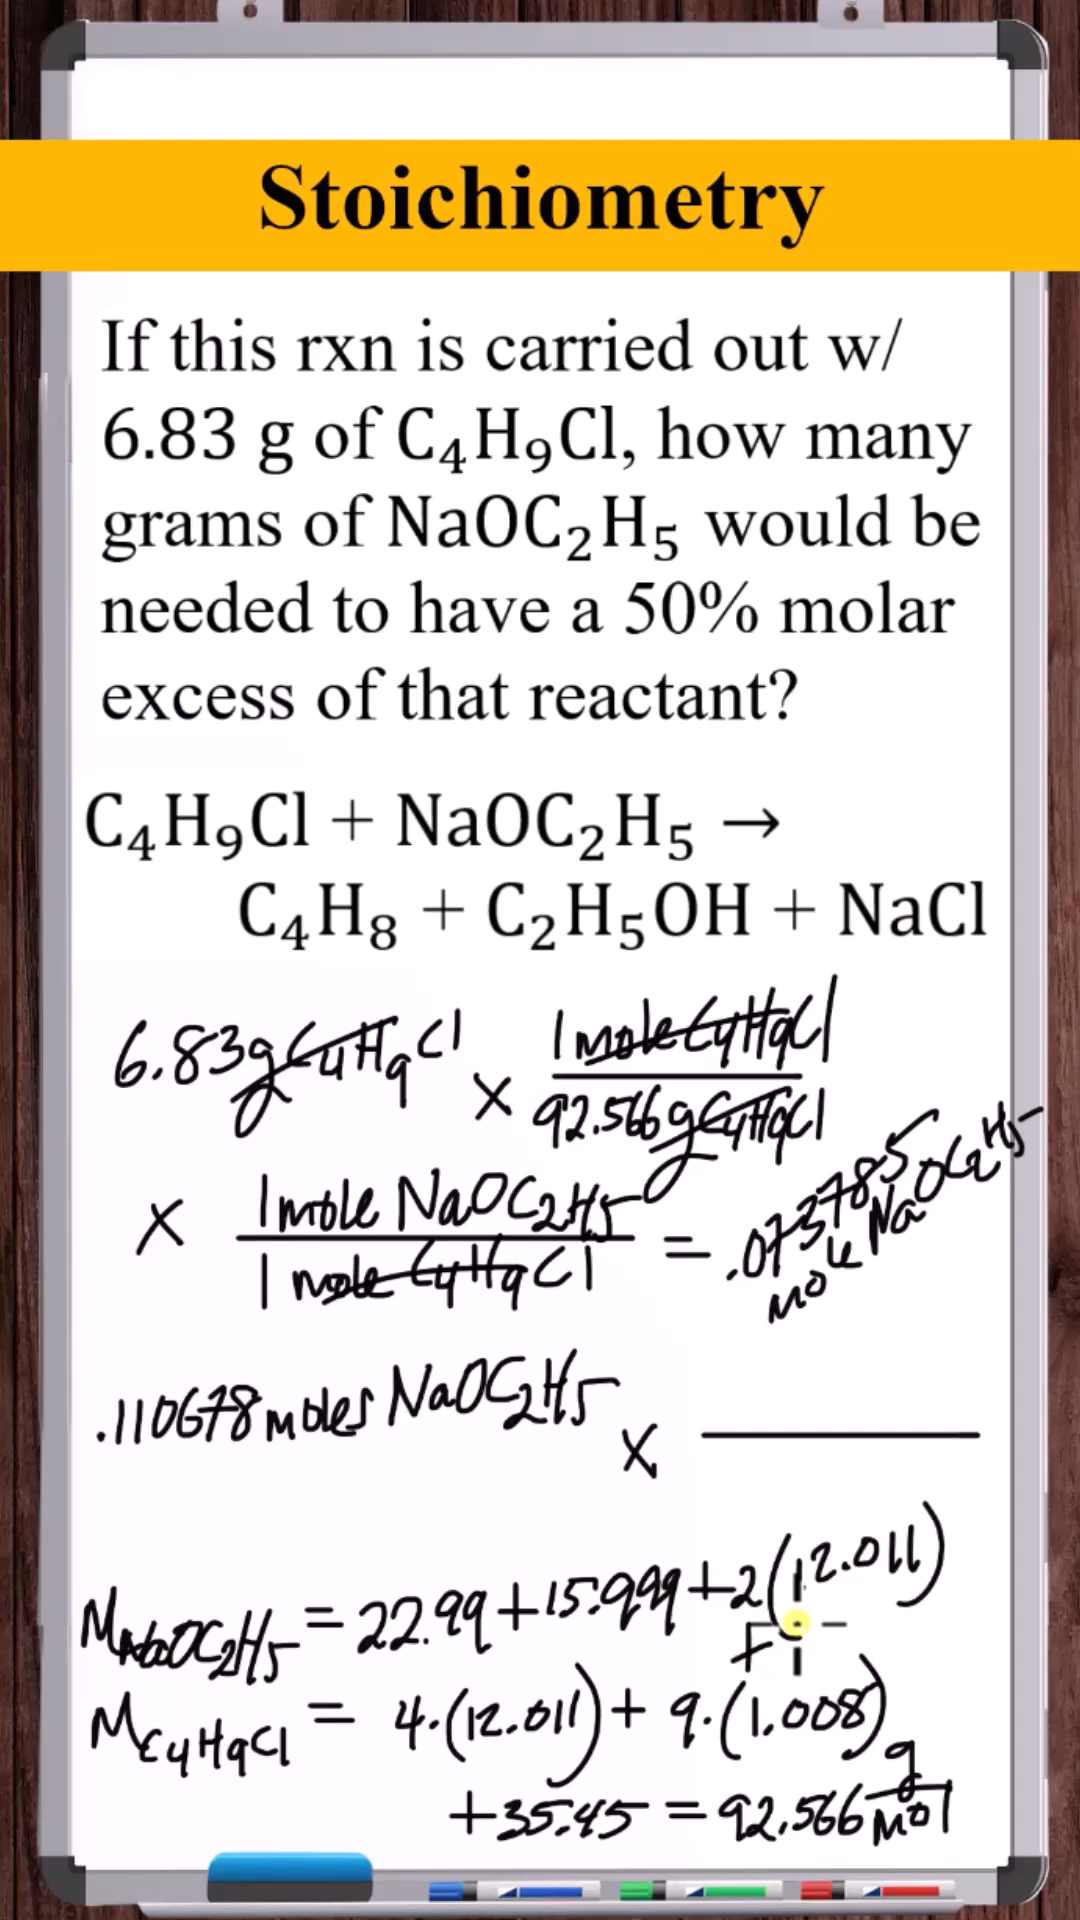 Stoichiometry
If this rxn is carried out w/
6.83 g of C₄H₉Cl, how many
grams of NaOC₂H₅ would be
needed to have a 50% molar
excess of that reactant?
C₄H₉Cl + NaOC₂H₅ →
C₄H₈ + C₂H₅OH + NaCl
6.83g C₄H₉Cl × 1 mole C₄H₉Cl
92.566g C₄H₉Cl
× 1 mole NaOC₂H₅
1 mole C₄H₉Cl
= .073785 mole NaOC₂H₅
.110678 moles NaOC₂H₅ ×
M NaOC₂H₅ = 22.99 + 15.999 + 2(12.011)
+
M C₄H₉Cl = 4·(12.011) + 9·(1.008)
+35.45 = 92.566 g/mol